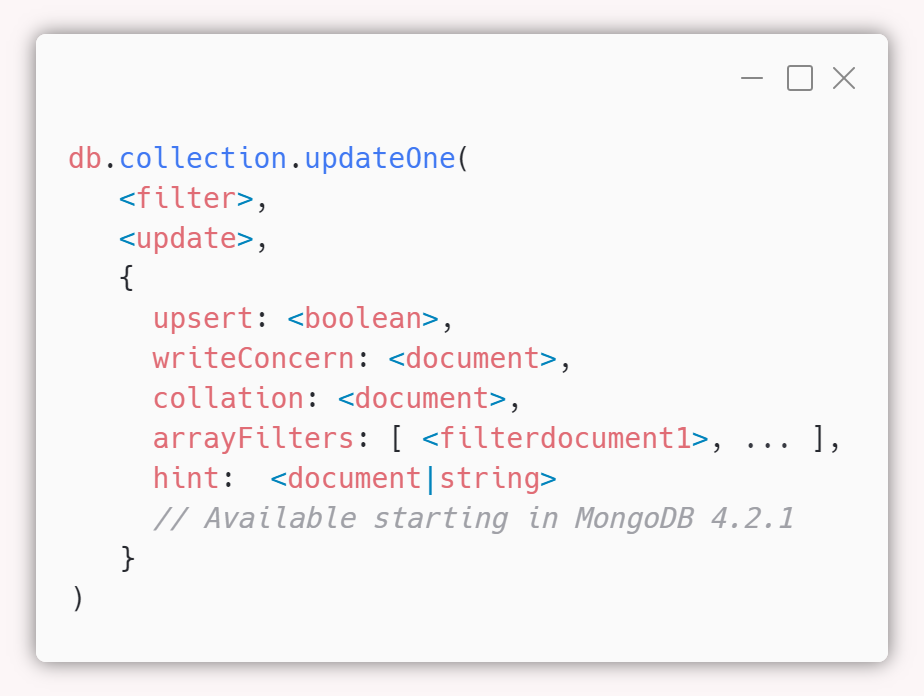 db.collection.updateOne(
   <filter>,
   <update>,
   {
     upsert: <boolean>,
     writeConcern: <document>,
     collation: <document>,
     arrayFilters: [ <filterdocument1>, ... ],
     hint:  <document|string>
     // Available starting in MongoDB 4.2.1
   }
)